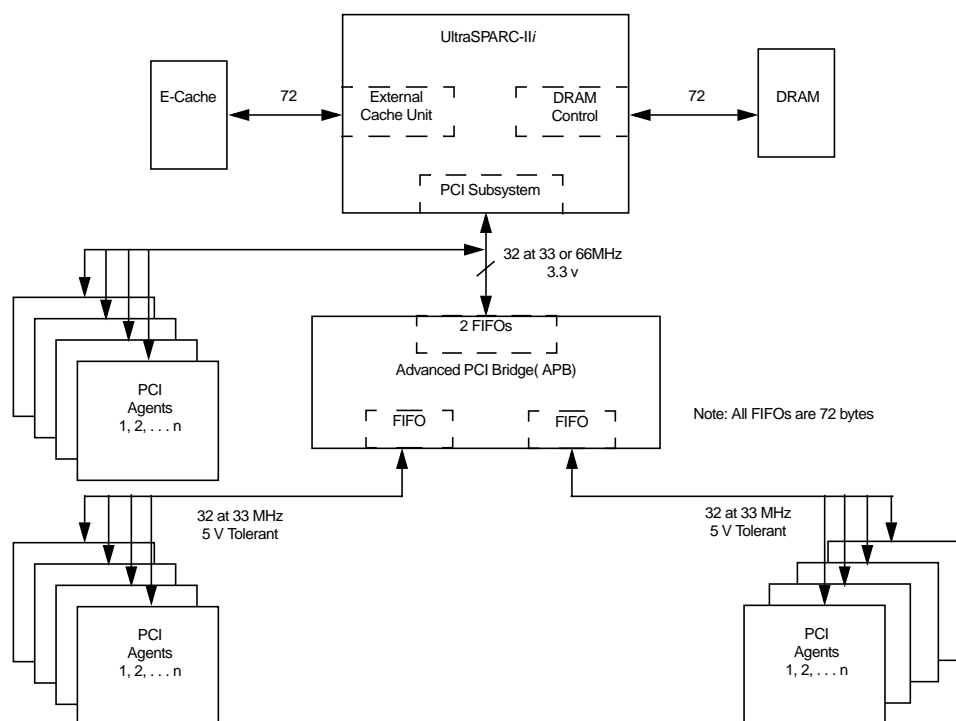 UltraSPARC-IIi
E-Cache
72
External
Cache Unit
DRAM
Control
72
DRAM
PCI Subsystem
32 at 33 or 66MHz
3.3 v
2 FIFOs
Advanced PCI Bridge( APB)
PCI
Agents
1, 2, . . . n
FIFO
FIFO
Note: All FIFOs are 72 bytes
32 at 33 MHz
5 V Tolerant
32 at 33 MHz
5 V Tolerant
PCI
Agents
1, 2, . . . n
PCI
Agents
1, 2, . . . n